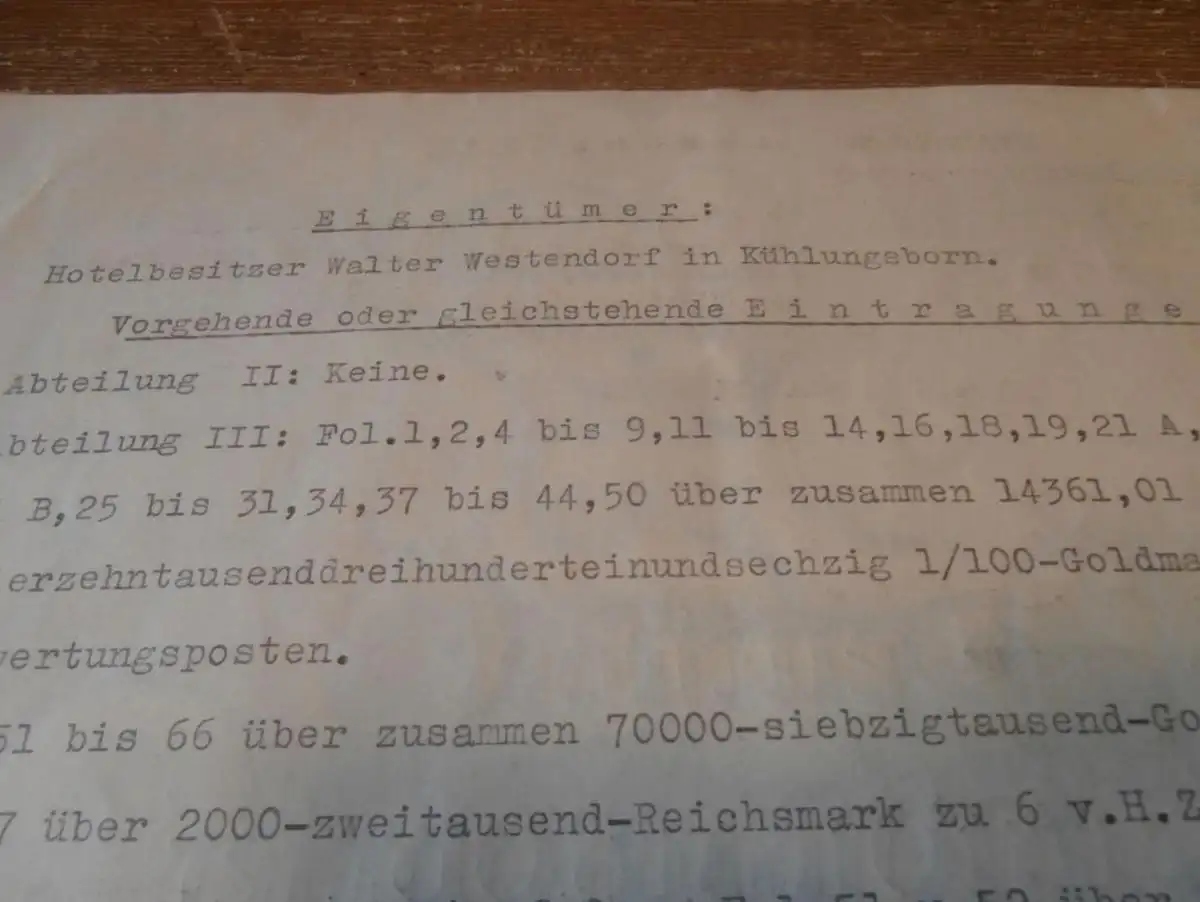 E i g e n t ü m e r :
Hotelbesitzer Walter Westendorf in Kühlungsborn.
Vorgehende oder gleichstehende E i n t r a g u n g e
Abteilung II: Keine.
bteilung III: Fol.1,2,4 bis 9,11 bis 14,16,18,19,21 A,
B,25 bis 31,34,37 bis 44,50 über zusammen 14361,01
erzehntausenddreihunderteinundsechzig 1/100-Goldma
wertungsposten.
51 bis 66 über zusammen 70000-siebzigtausend-Go
7 über 2000-zweitausend-Reichsmark zu 6 v.H.Z